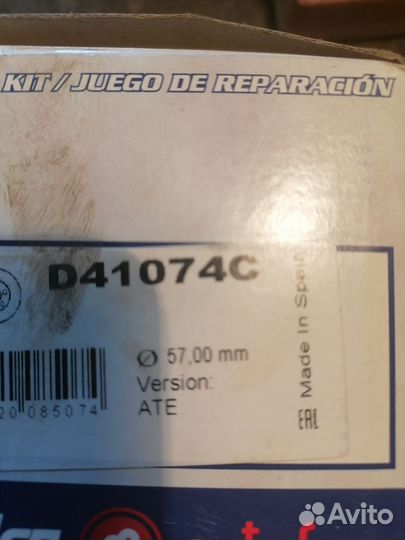 KIT / JUEGO DE REPARACIÓN
D41074C
Ø 57,00 mm
Version:
ATE
20 085074
Made In Spain
EAC
Avito